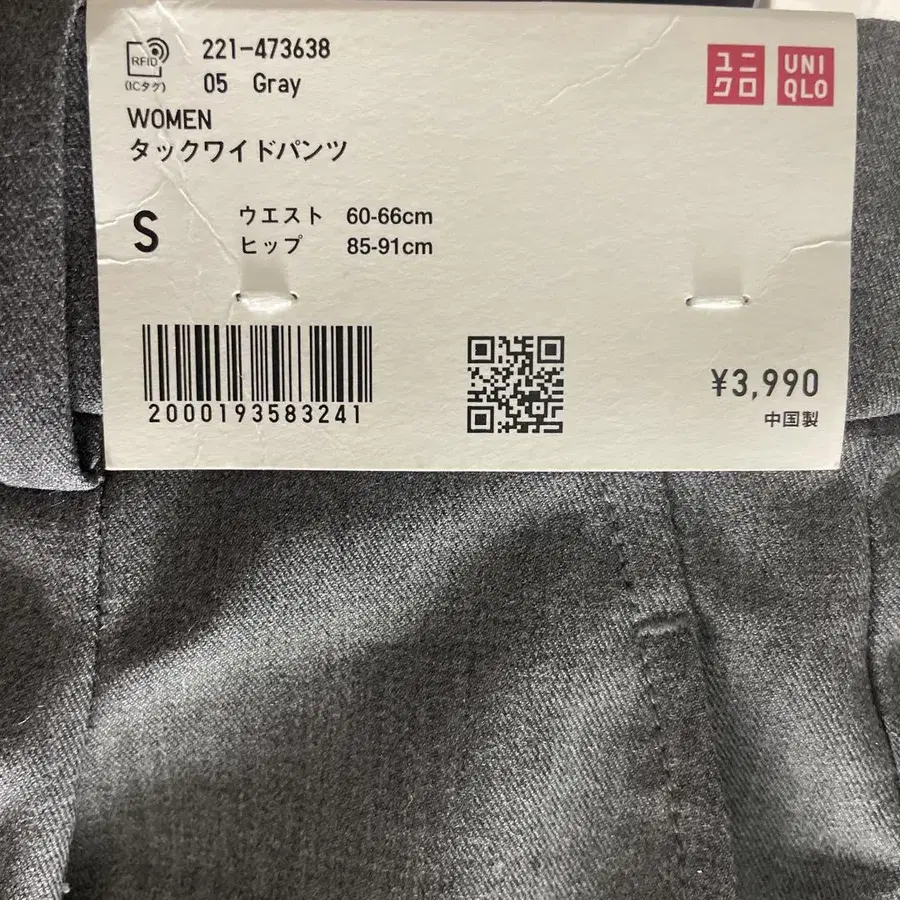 RFID
(ICタグ)
221-473638
05 Gray
ユニクロ
UNIQLO
WOMEN
タックワイドパンツ
S
ウエスト 60-66cm
ヒップ 85-91cm
2000193583241
¥3,990
中国製